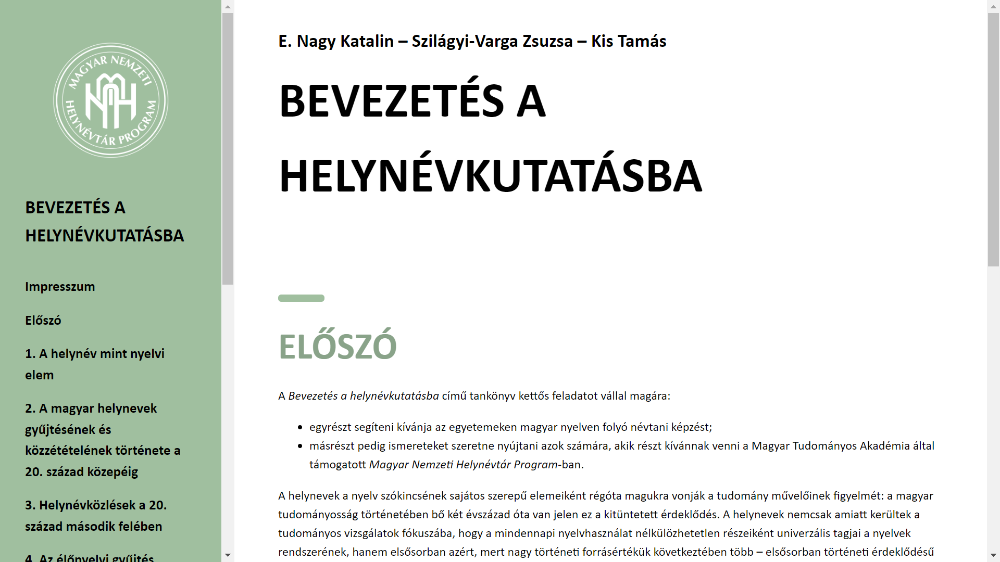 MAGYAR NEMZETI
HELYNÉVTÁR PROGRAM
BEVEZETÉS A
HELYNÉVKUTATÁSBA
Impresszum
Előszó
1. A helynév mint nyelvi
elem
2. A magyar helynevek
gyűjtésének és
közzétételének története a
20. század közepéig
3. Helynévközlések a 20.
század második felében
4. Az élőnyelvi gyűjtés
E. Nagy Katalin – Szilágyi-Varga Zsuzsa – Kis Tamás
BEVEZETÉS A
HELYNÉVKUTATÁSBA
ELŐSZÓ
A Bevezetés a helynévkutatásba című tankönyv kettős feladatot vállal magára:
egyrészt segíteni kívánja az egyetemeken magyar nyelven folyó névtani képzést;
másrészt pedig ismereteket szeretne nyújtani azok számára, akik részt kívánnak venni a Magyar Tudományos Akadémia által
támogatott Magyar Nemzeti Helynévtár Program-ban.
A helynevek a nyelv szókincsének sajátos szerepű elemeiként régóta magukra vonják a tudomány művelőinek figyelmét: a magyar
tudományosság történetében bő két évszázad óta van jelen ez a kitüntetett érdeklődés. A helynevek nemcsak amiatt kerültek a
tudományos vizsgálatok fókuszába, hogy a mindennapi nyelvhasználat nélkülözhetetlen részeiként univerzális tagjai a nyelvek
rendszerének, hanem elsősorban azért, mert nagy történeti forrásértékük következtében több – elsősorban történeti érdeklődésű